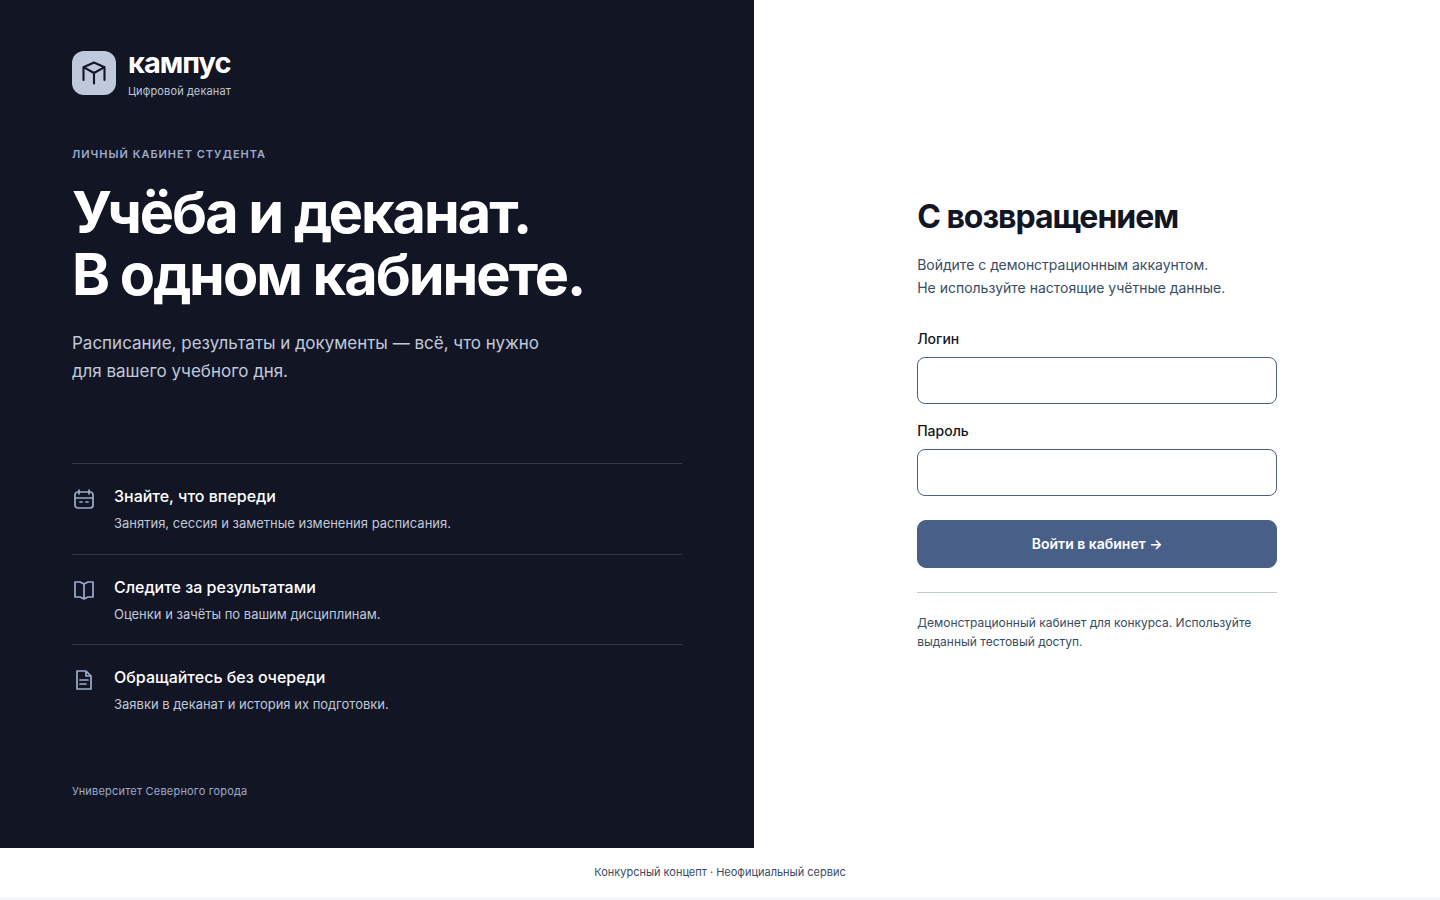 кампус
Цифровой деканат
ЛИЧНЫЙ КАБИНЕТ СТУДЕНТА
Учёба и деканат.
В одном кабинете.
Расписание, результаты и документы — всё, что нужно
для вашего учебного дня.
Знайте, что впереди
Занятия, сессия и заметные изменения расписания.
Следите за результатами
Оценки и зачёты по вашим дисциплинам.
Обращайтесь без очереди
Заявки в деканат и история их подготовки.
Университет Северного города
С возвращением
Войдите с демонстрационным аккаунтом.
Не используйте настоящие учётные данные.
Логин
Пароль
Войти в кабинет →
Демонстрационный кабинет для конкурса. Используйте
выданный тестовый доступ.
Конкурсный концепт · Неофициальный сервис